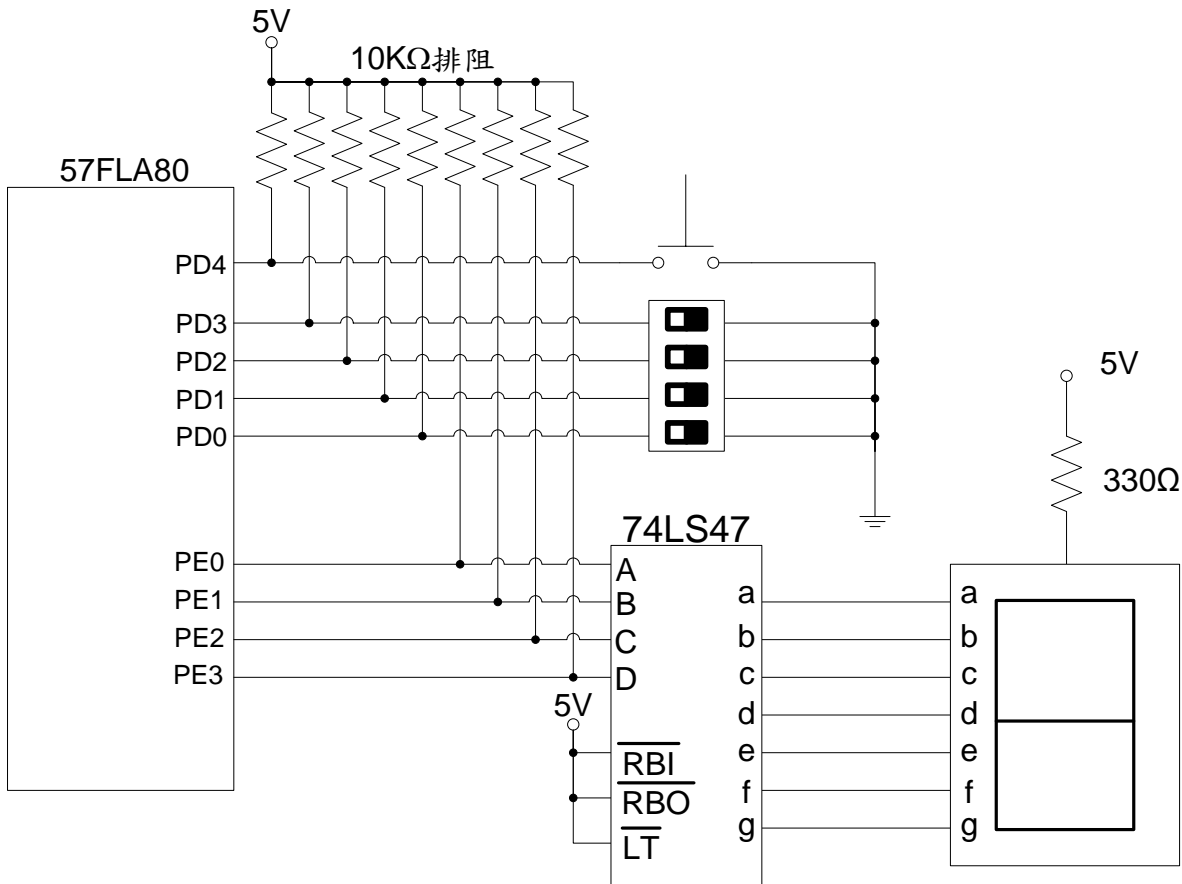 5V
10KΩ排阻
57FLA80
PD4
PD3
PD2
PD1
PD0
5V
330Ω
74LS47
PE0
PE1
PE2
PE3
A
B
C
D
5V
RBI
RBO
LT
a
b
c
d
e
f
g
a
b
c
d
e
f
g